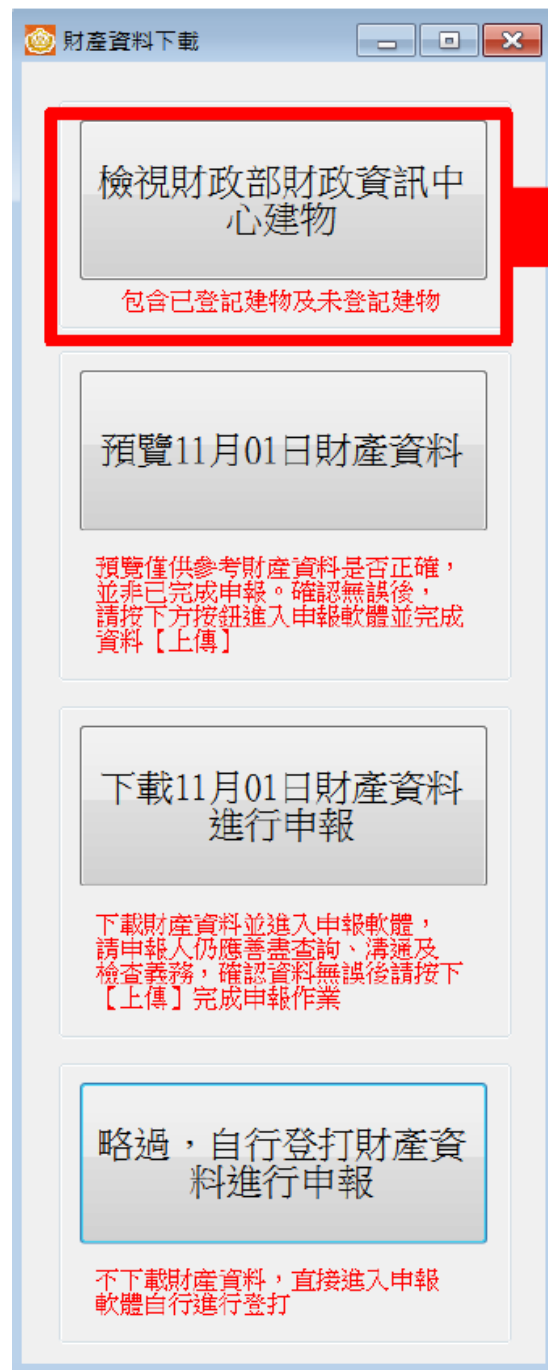 財產資料下載
檢視財政部財政資訊中
心建物
包含已登記建物及未登記建物
預覽11月01日財產資料
預覽僅供參考財產資料是否正確，
並非已完成申報。確認無誤後，
請按下方按鈕進入申報軟體並完成
資料【上傳】
下載11月01日財產資料
進行申報
下載財產資料並進入申報軟體，
請申報人仍應善盡查詢、溝通及
檢查義務，確認資料無誤後請按下
【上傳】完成申報作業
略過，自行登打財產資
料進行申報
不下載財產資料，直接進入申報
軟體自行進行登打